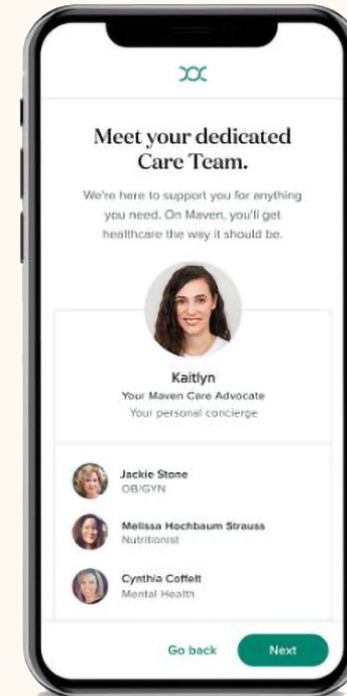 Meet your dedicated
Care Team.
We're here to support you for anything
you need. On Maven, you'll get
healthcare the way it should be.
Kaitlyn
Your Maven Care Advocate
Your personal concierge
Jackie Stone
OB/GYN
Melissa Hochbaum Strauss
Nutritionist
Cynthia Coffelt
Mental Health
Go back
Next